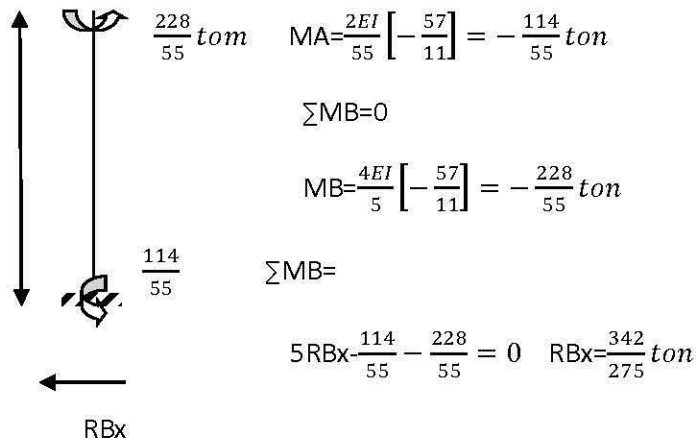 228/55 tom MA=2EI/55[−57/11] = −114/55 ton
∑MB=0
MB=4EI/5[−57/11] = −228/55 ton
114/55 ∑MB=
5RBx-114/55 − 228/55 = 0 RBx=342/275 ton
RBx